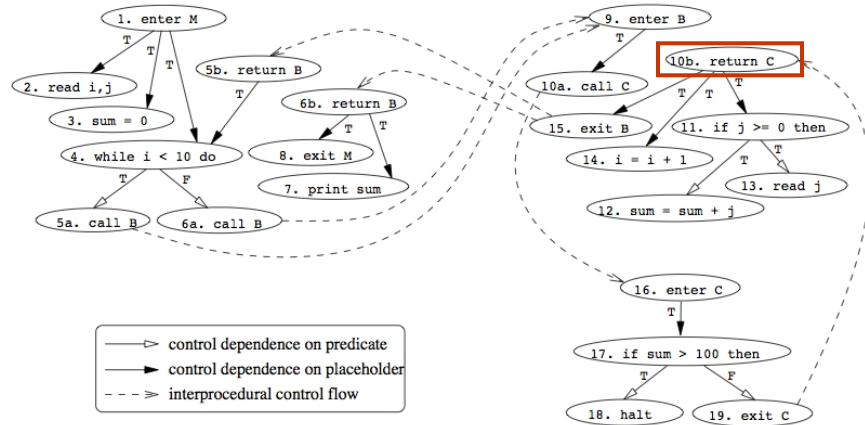 1. enter M
T
T
T
2. read i,j
3. sum = 0
4. while i < 10 do
T
F
5a. call B
6a. call B
5b. return B
T
6b. return B
T
T
8. exit M
7. print sum
9. enter B
T
10a. call C
10b. return C
T
T
T
15. exit B
14. i = i + 1
11. if j >= 0 then
T
T
13. read j
12. sum = sum + j
16. enter C
T
17. if sum > 100 then
T
F
18. halt
19. exit C
control dependence on predicate
control dependence on placeholder
interprocedural control flow